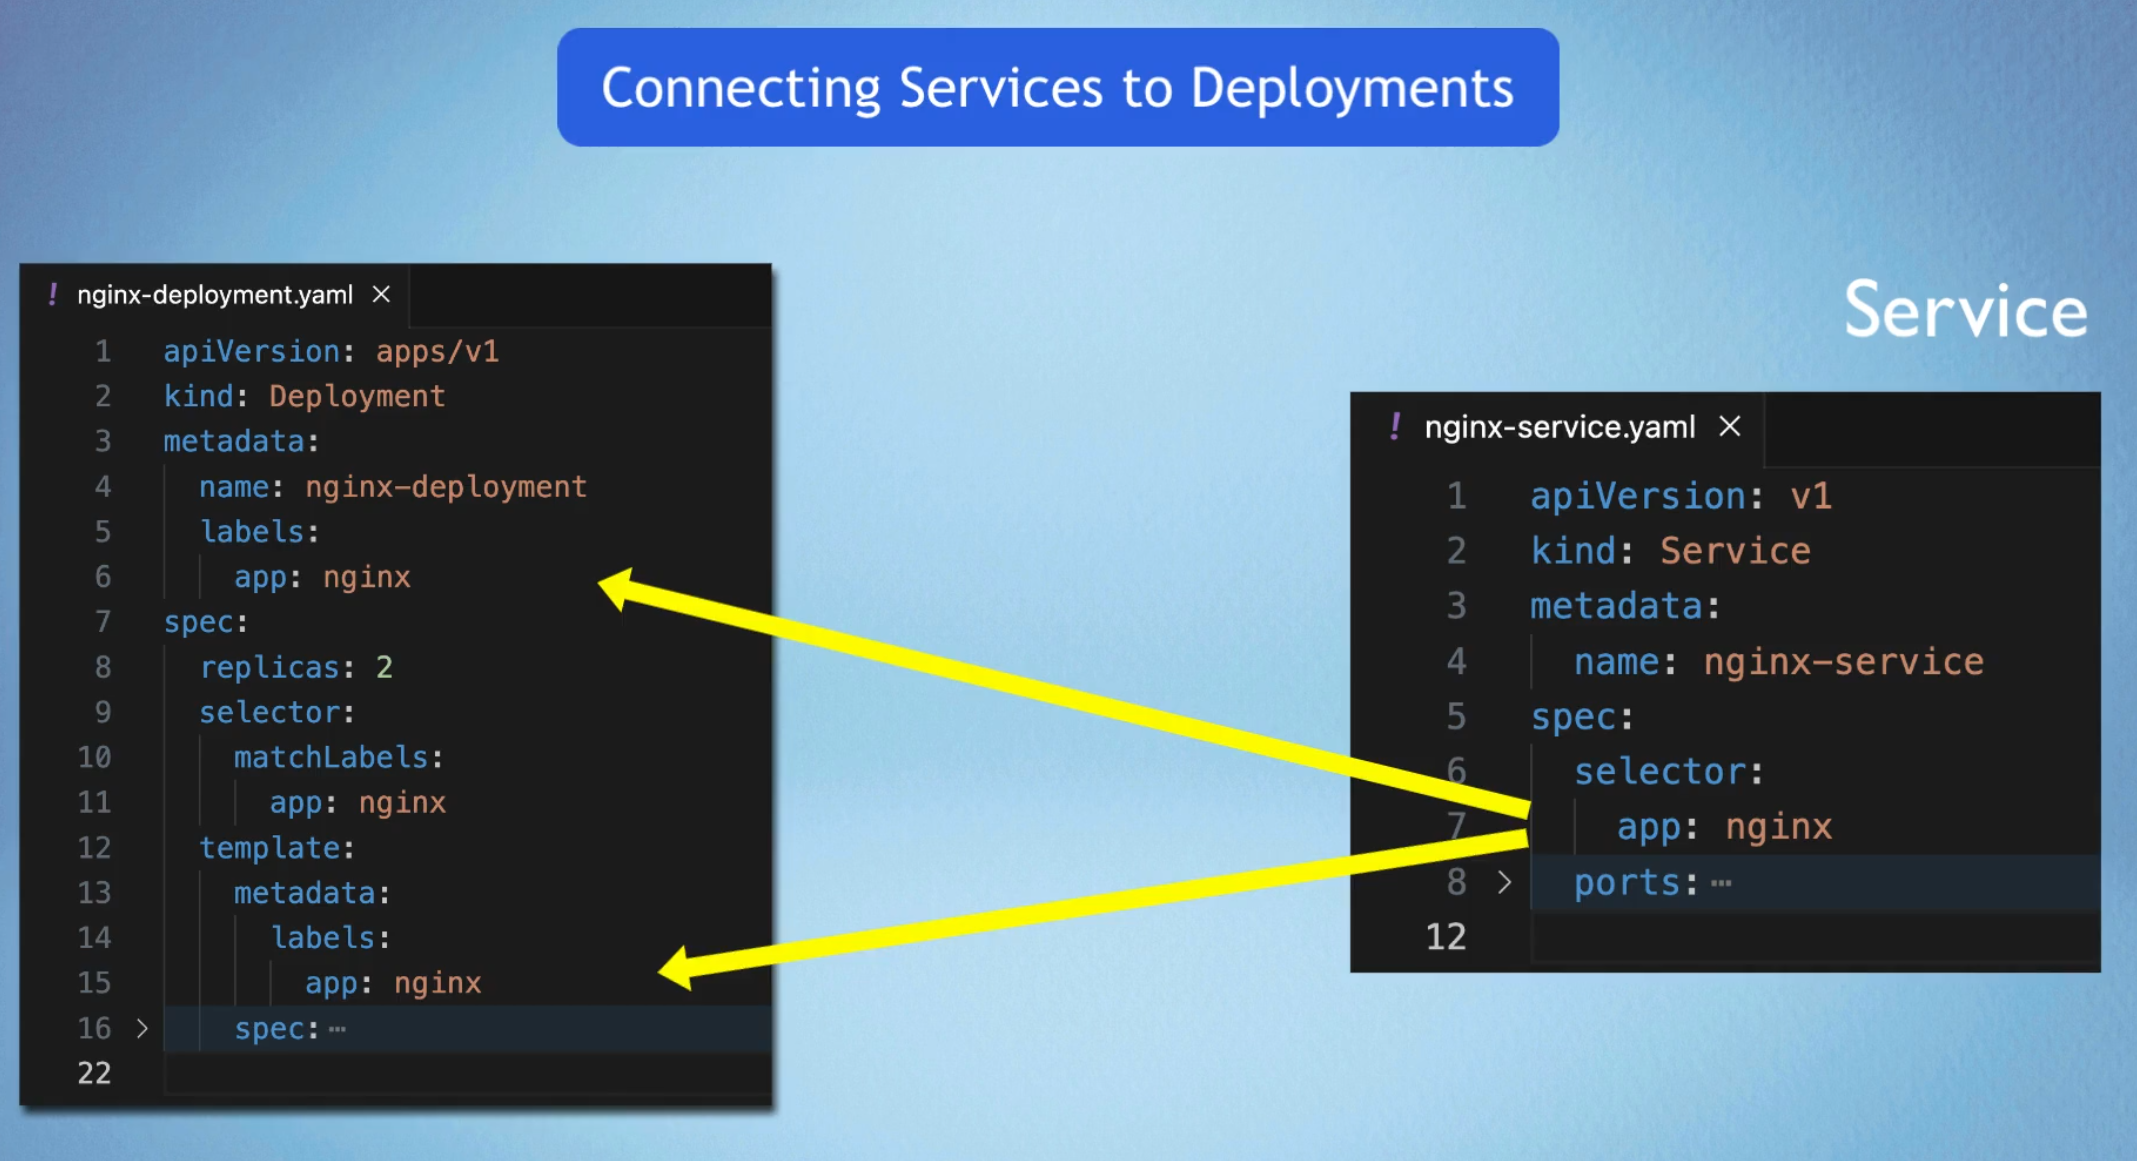 Connecting Services to Deployments
! nginx-deployment.yaml ×
1 apiVersion: apps/v1
2 kind: Deployment
3 metadata:
4 name: nginx-deployment
5 labels:
6 app: nginx
7 spec:
8 replicas: 2
9 selector:
10 matchLabels:
11 app: nginx
12 template:
13 metadata:
14 labels:
15 app: nginx
16 > spec:⋯
22
Service
! nginx-service.yaml ×
1 apiVersion: v1
2 kind: Service
3 metadata:
4 name: nginx-service
5 spec:
6 selector:
7 app: nginx
8 > ports:⋯
12